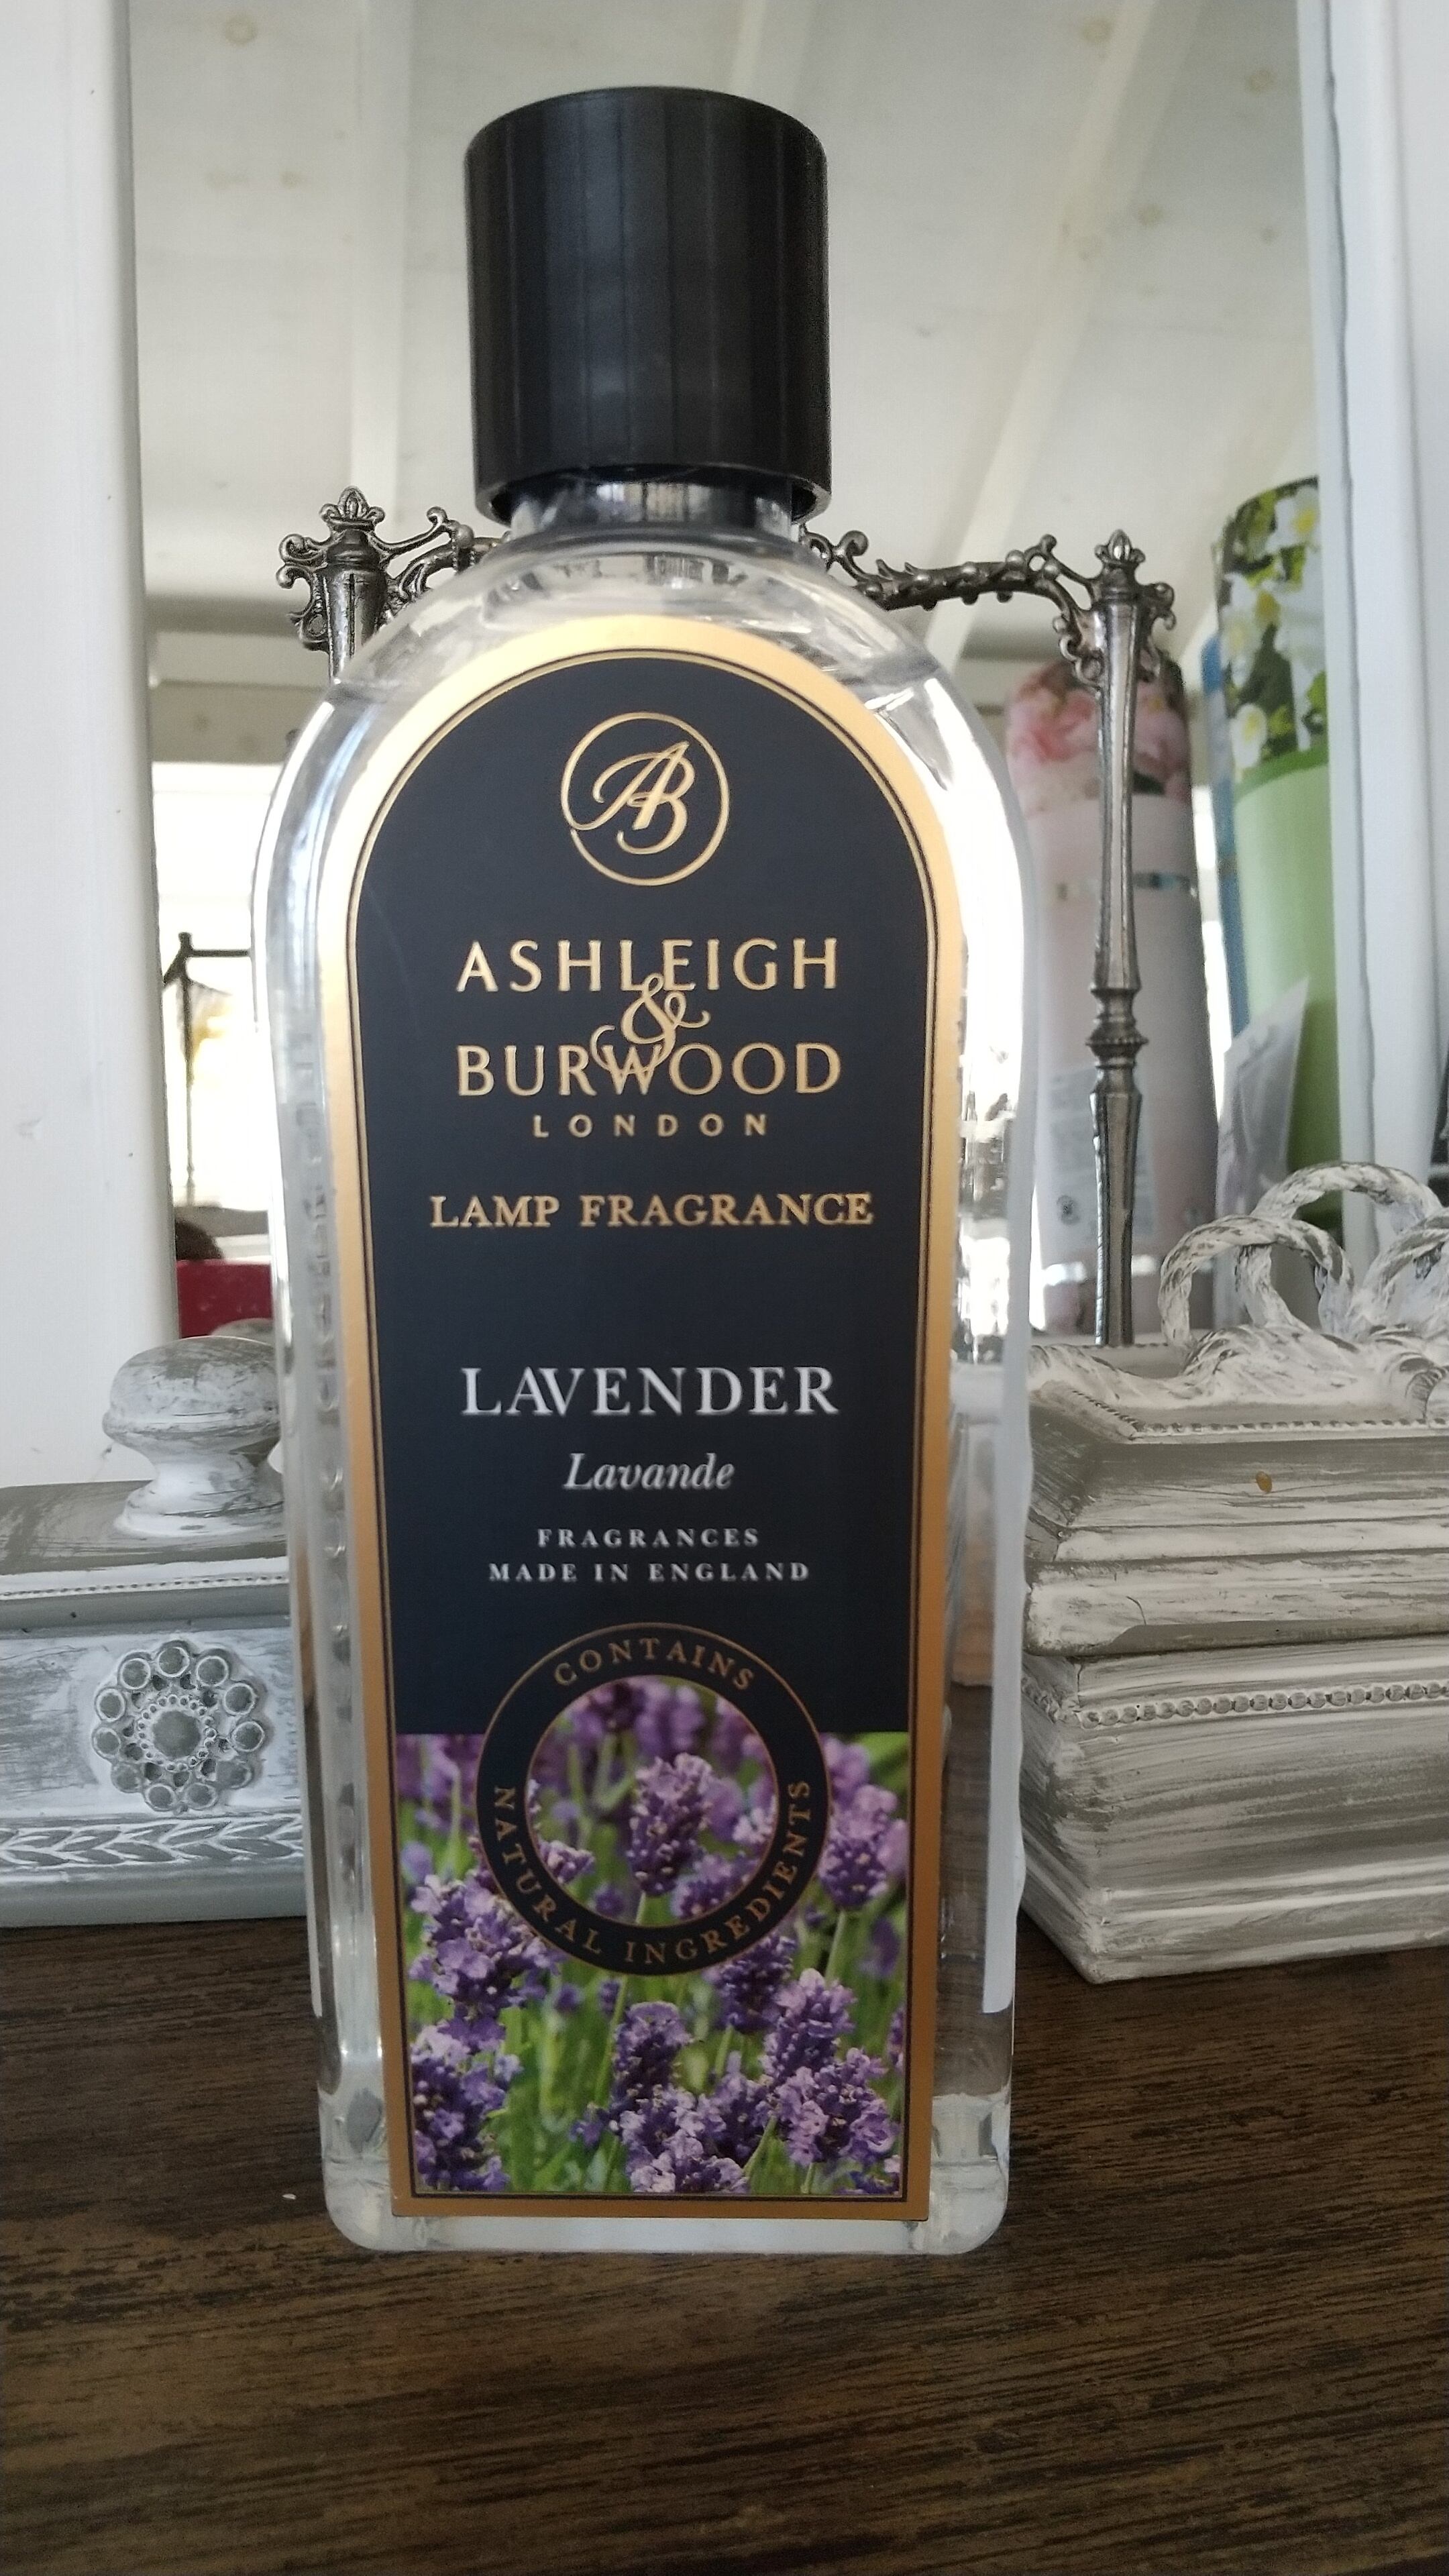 AB
ASHLEIGH
&
BURWOOD
LONDON
LAMP FRAGRANCE
LAVENDER
Lavande
FRAGRANCES
MADE IN ENGLAND
CONTAINS
NATURAL INGREDIENTS